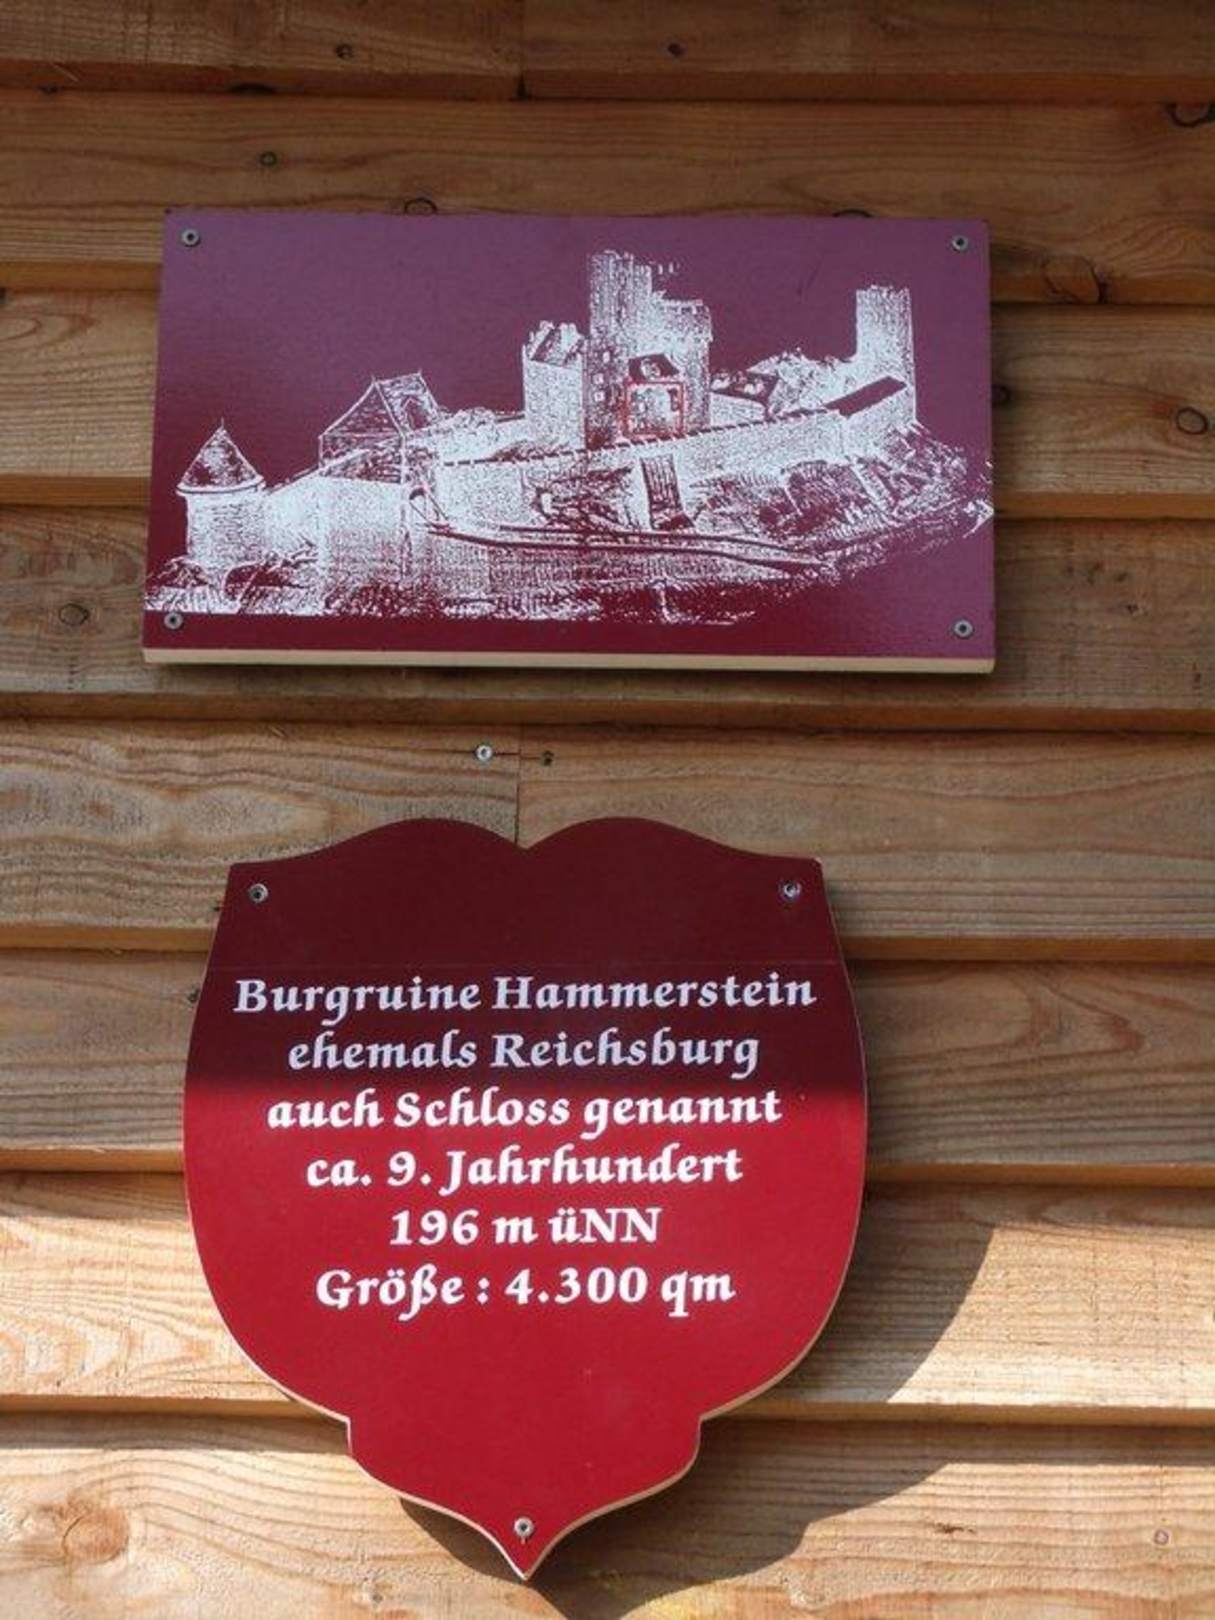 Burgruine Hammerstein
ehemals Reichsburg
auch Schloss genannt
ca. 9. Jahrhundert
196 m üNN
Größe : 4.300 qm